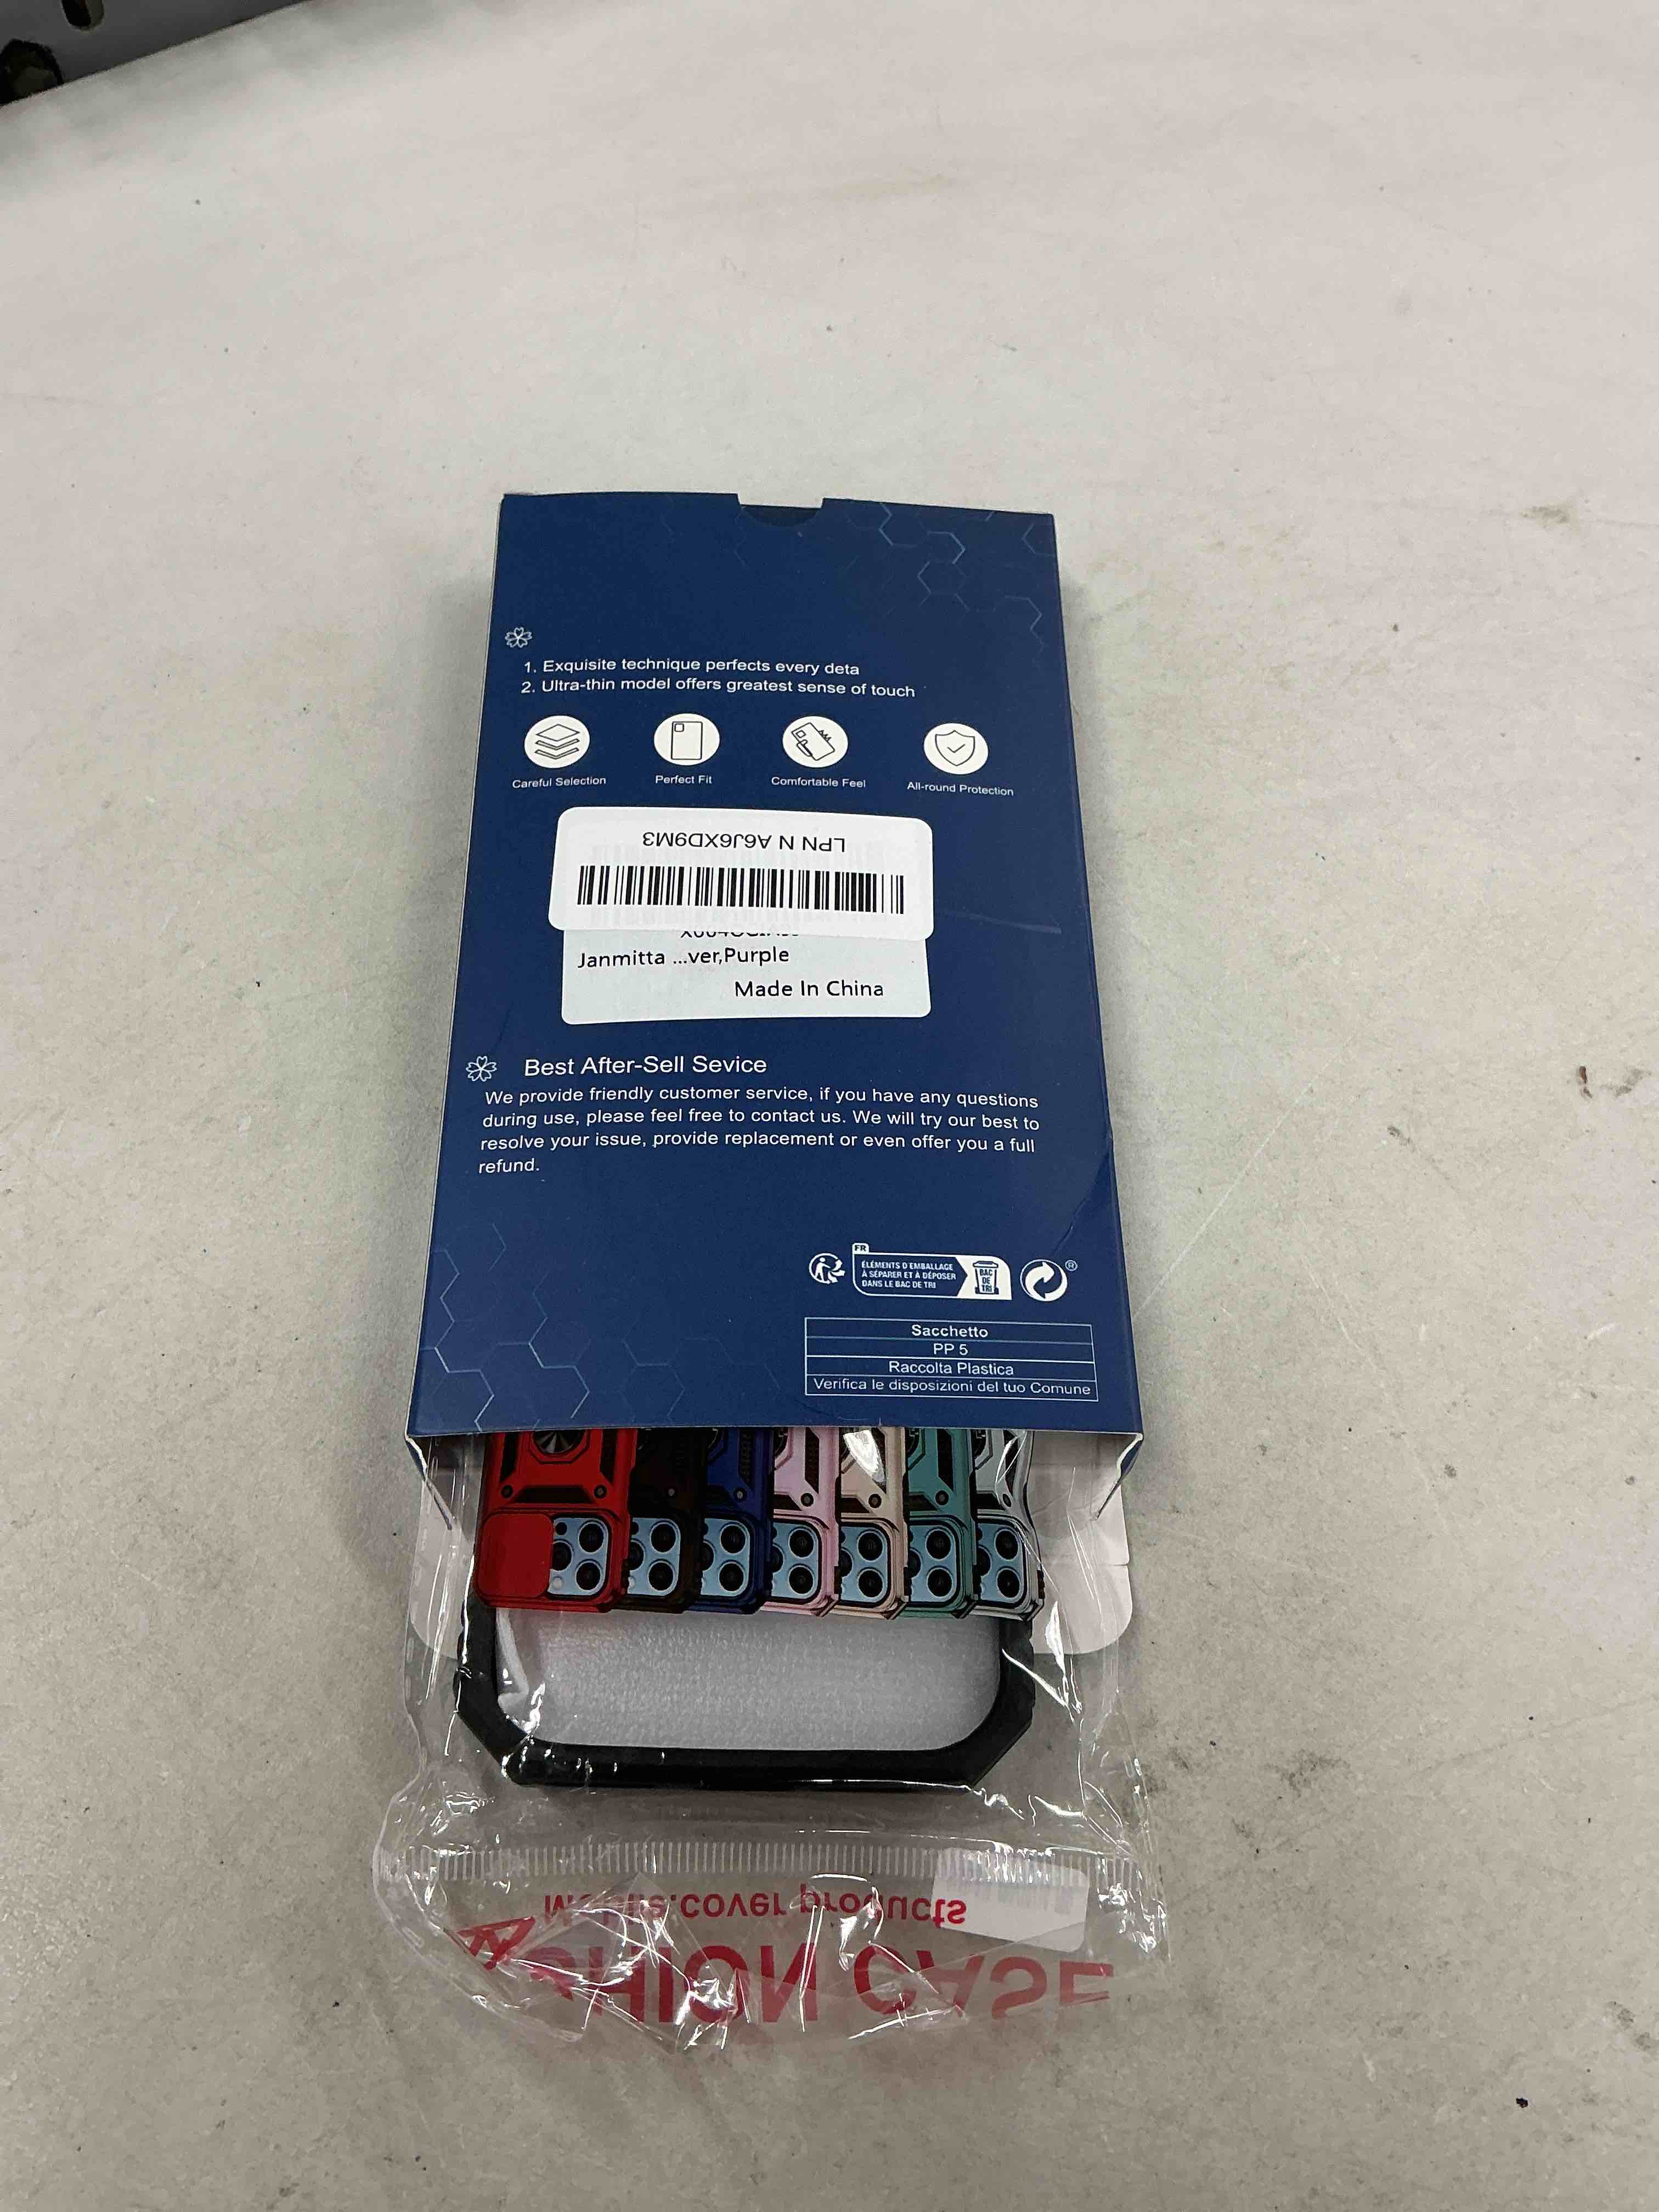 1. Exquisite technique perfects every deta
2. Ultra-thin model offers greatest sense of touch
Careful Selection
Perfect Fit
Comfortable Feel
All-round Protection
LPN N A6J6XD9M3
Janmitta ...ver,Purple
Made In China
Best After-Sell Sevice
We provide friendly customer service, if you have any questions
during use, please feel free to contact us. We will try our best to
resolve your issue, provide replacement or even offer you a full
refund.
FR
ÉLÉMENTS D'EMBALLAGE
À SÉPARER ET À DÉPOSER
DANS LE BAC DE TRI
BAC
DE
TRI
®
Sacchetto
PP 5
Raccolta Plastica
Verifica le disposizioni del tuo Comune
cover products
CASE